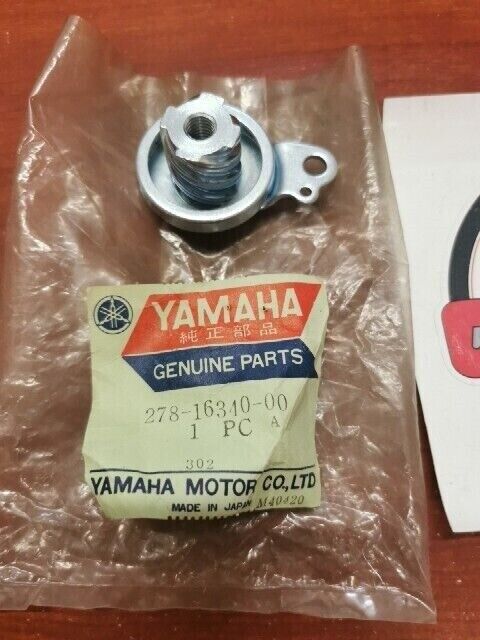 YAMAHA
純正部品
GENUINE PARTS
278-16340-00
1 PC A
302
YAMAHA MOTOR CO., LTD
MADE IN JAPAN M40420